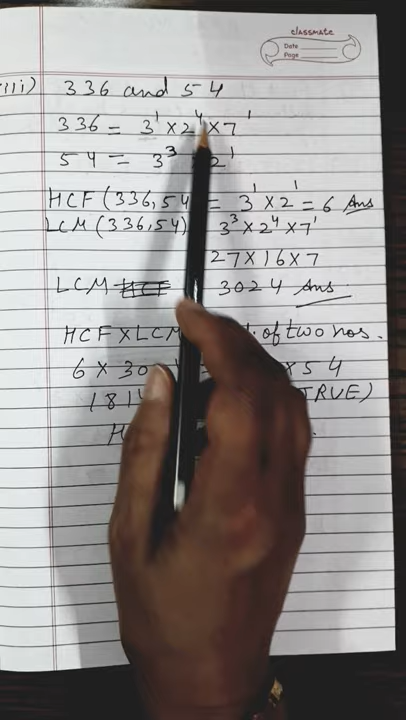 classmate
Date
Page
iii) 336 and 54
336 = 3¹ × 2⁴ × 7¹
54 = 3³ 2¹
HCF (336,54 = 3¹ × 2¹ = 6 Ans
LCM (336,54) 3³ × 2⁴ × 7¹
27 × 16 × 7
LCM HCF 3024 Ans
HCF × LCM of two nos.
6 × 30 × 54
181 TRUE)